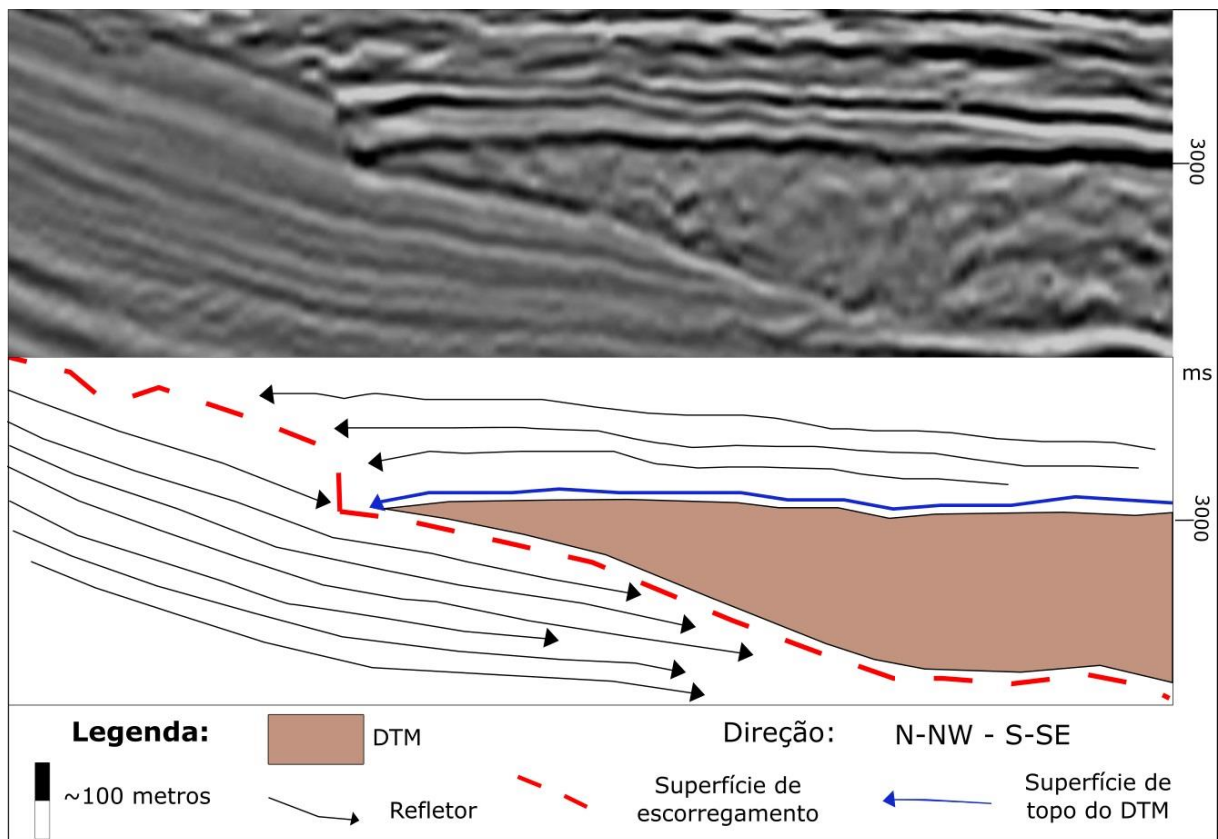 3000
ms
3000
Legenda:
DTM
Direção: N-NW - S-SE
~100 metros
Refletor
Superfície de
escorregamento
Superfície de
topo do DTM